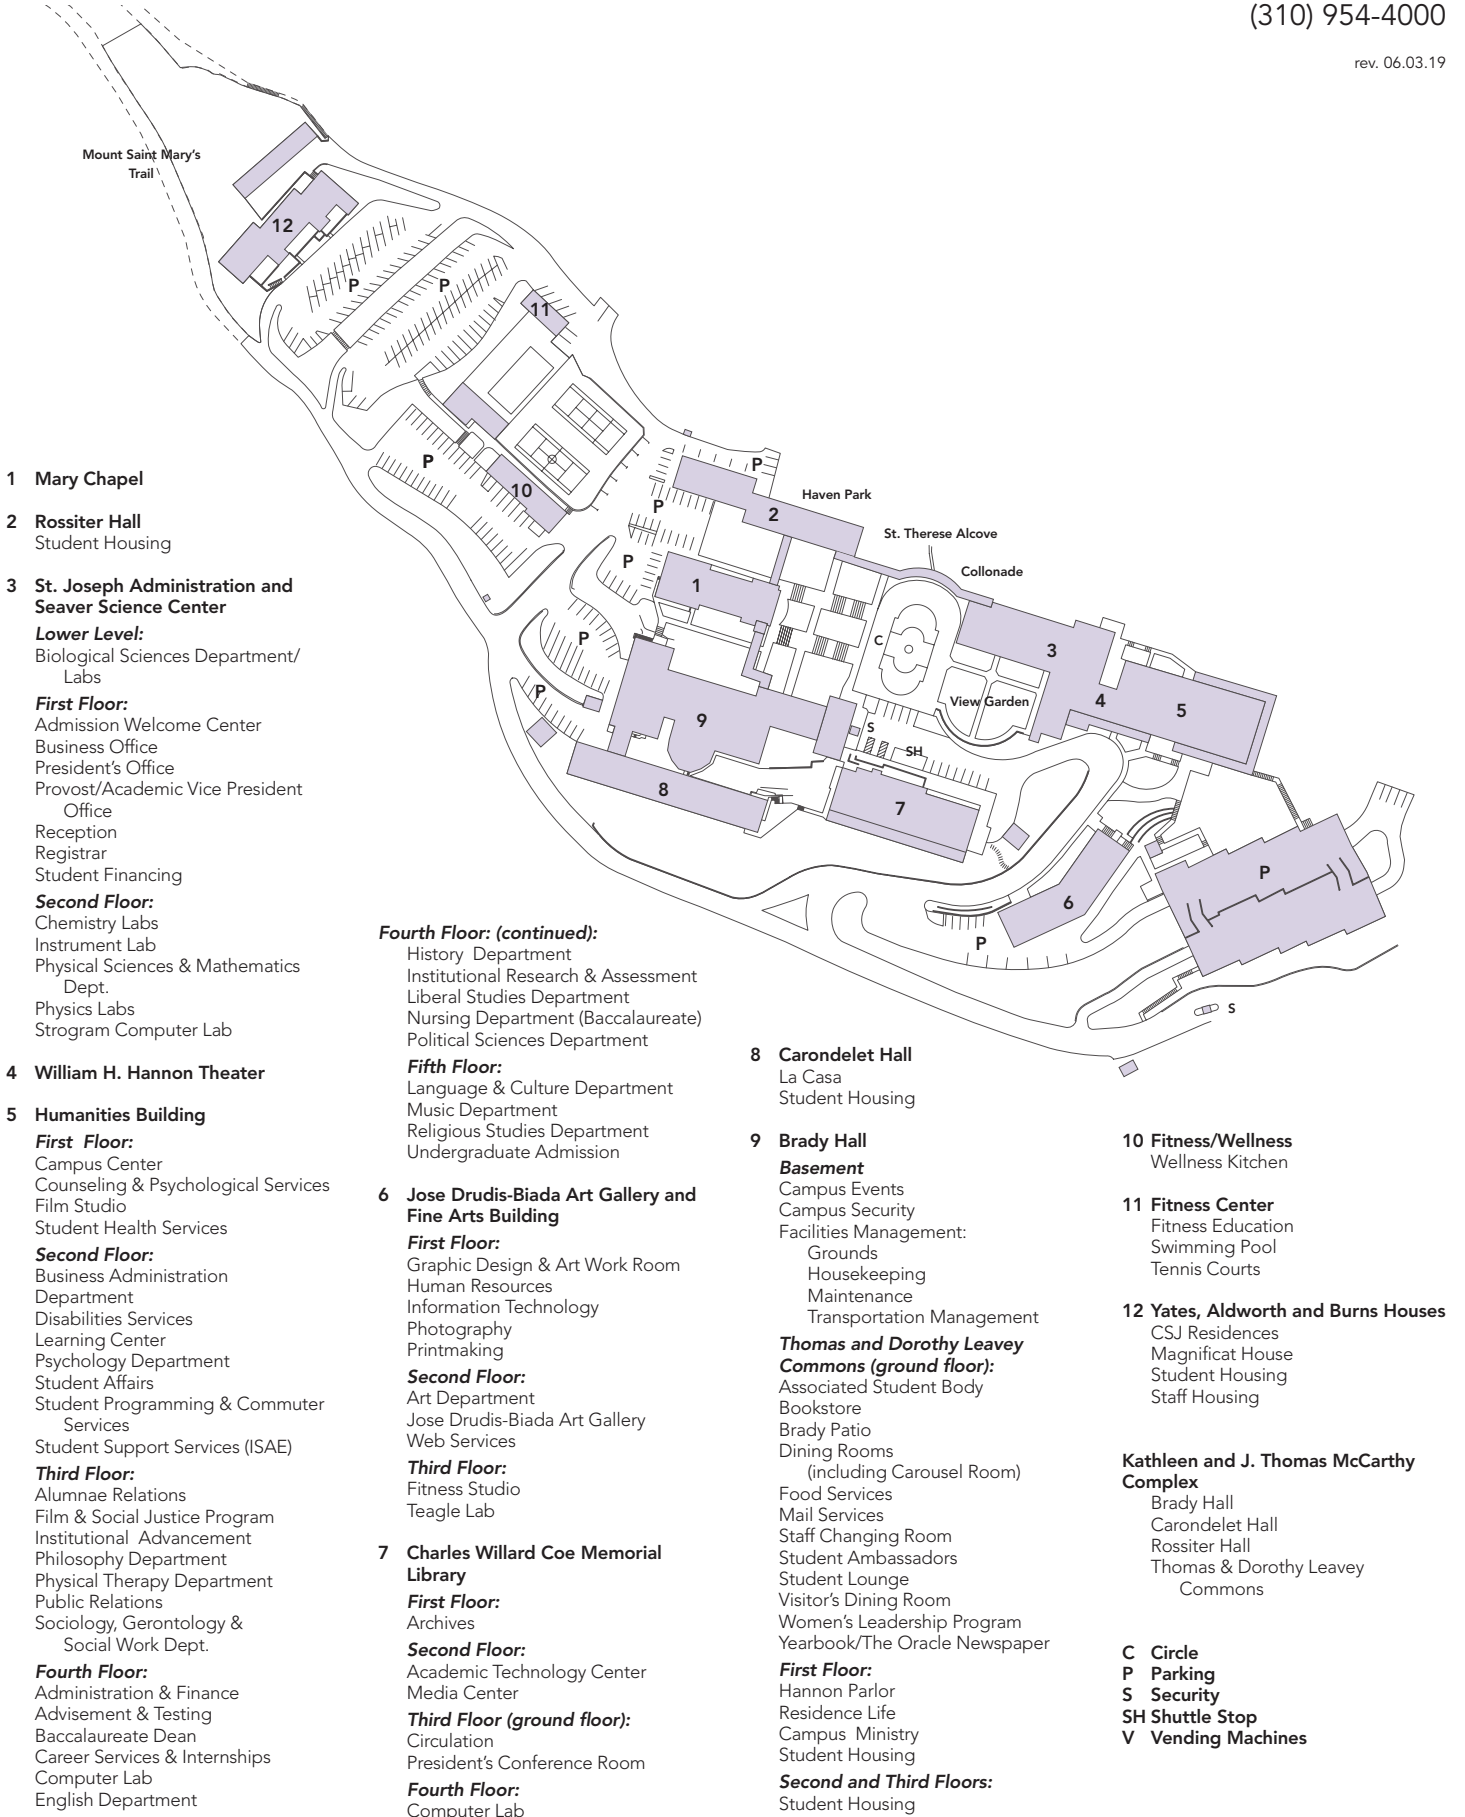 (310) 954-4000
rev. 06.03.19
Mount Saint Mary's
Trail
12
P
P
11
P
10
P
2
Haven Park
P
St. Therese Alcove
P
Collonade
1
C
3
P
View Garden
4
5
P
9
S
SH
8
7
P
6
P
S
1 Mary Chapel
2 Rossiter Hall
Student Housing
3 St. Joseph Administration and
Seaver Science Center
Lower Level:
Biological Sciences Department/
Labs
First Floor:
Admission Welcome Center
Business Office
President's Office
Provost/Academic Vice President
Office
Reception
Registrar
Student Financing
Second Floor:
Chemistry Labs
Instrument Lab
Physical Sciences & Mathematics
Dept.
Physics Labs
Strogram Computer Lab
4 William H. Hannon Theater
5 Humanities Building
First Floor:
Campus Center
Counseling & Psychological Services
Film Studio
Student Health Services
Second Floor:
Business Administration
Department
Disabilities Services
Learning Center
Psychology Department
Student Affairs
Student Programming & Commuter
Services
Student Support Services (ISAE)
Third Floor:
Alumnae Relations
Film & Social Justice Program
Institutional Advancement
Philosophy Department
Physical Therapy Department
Public Relations
Sociology, Gerontology &
Social Work Dept.
Fourth Floor:
Administration & Finance
Advisement & Testing
Baccalaureate Dean
Career Services & Internships
Computer Lab
English Department
Fourth Floor: (continued):
History Department
Institutional Research & Assessment
Liberal Studies Department
Nursing Department (Baccalaureate)
Political Sciences Department
Fifth Floor:
Language & Culture Department
Music Department
Religious Studies Department
Undergraduate Admission
6 Jose Drudis-Biada Art Gallery and
Fine Arts Building
First Floor:
Graphic Design & Art Work Room
Human Resources
Information Technology
Photography
Printmaking
Second Floor:
Art Department
Jose Drudis-Biada Art Gallery
Web Services
Third Floor:
Fitness Studio
Teagle Lab
7 Charles Willard Coe Memorial
Library
First Floor:
Archives
Second Floor:
Academic Technology Center
Media Center
Third Floor (ground floor):
Circulation
President's Conference Room
Fourth Floor:
Computer Lab
8 Carondelet Hall
La Casa
Student Housing
9 Brady Hall
Basement
Campus Events
Campus Security
Facilities Management:
Grounds
Housekeeping
Maintenance
Transportation Management
Thomas and Dorothy Leavey
Commons (ground floor):
Associated Student Body
Bookstore
Brady Patio
Dining Rooms
(including Carousel Room)
Food Services
Mail Services
Staff Changing Room
Student Ambassadors
Student Lounge
Visitor's Dining Room
Women's Leadership Program
Yearbook/The Oracle Newspaper
First Floor:
Hannon Parlor
Residence Life
Campus Ministry
Student Housing
Second and Third Floors:
Student Housing
10 Fitness/Wellness
Wellness Kitchen
11 Fitness Center
Fitness Education
Swimming Pool
Tennis Courts
12 Yates, Aldworth and Burns Houses
CSJ Residences
Magnificat House
Student Housing
Staff Housing
Kathleen and J. Thomas McCarthy
Complex
Brady Hall
Carondelet Hall
Rossiter Hall
Thomas & Dorothy Leavey
Commons
C Circle
P Parking
S Security
SH Shuttle Stop
V Vending Machines